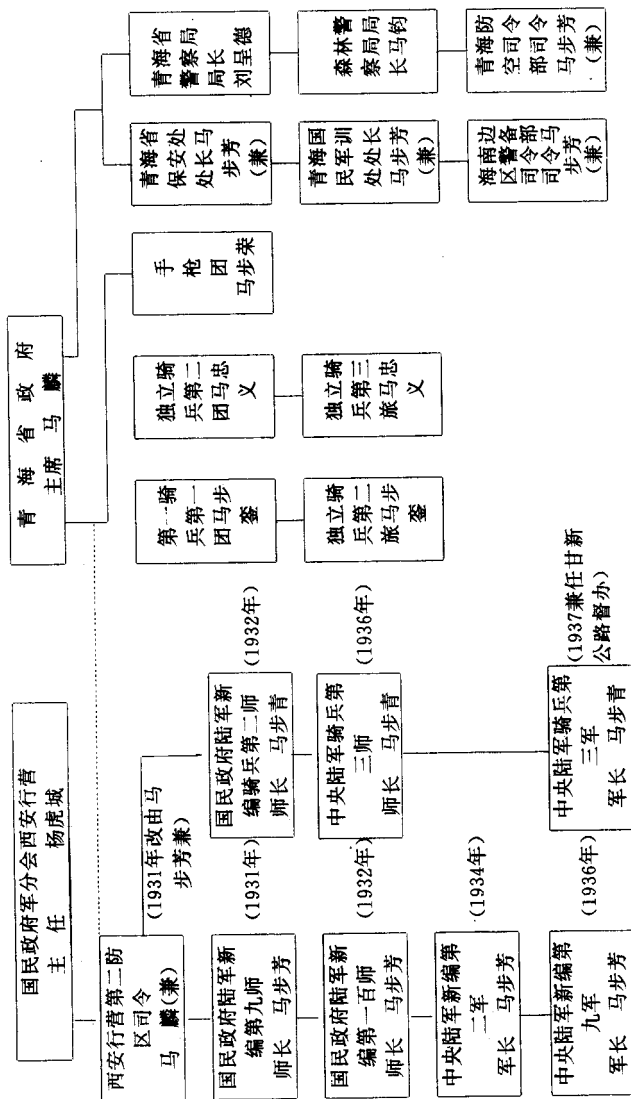 国民政府军分会西安行营
主 任 杨虎城
青 海 省 政 府
主席 马 麟
西安行营第二防
区司令
马 麟(兼)
(1931年改由马
步芳兼)
国民政府陆军新
编第九师
师长 马步芳
(1931年)
国民政府陆军新
编骑兵第二师
师长 马步青
(1932年)
国民政府陆军新
编第一百师
师长 马步芳
(1932年)
中央陆军骑兵第
三师
师长 马步青
(1936年)
中央陆军新编第
二军
军长 马步芳
(1934年)
中央陆军新编第
九军
军长 马步芳
(1936年)
中央陆军骑兵第
三军
军长 马步青
(1937兼任甘新
公路督办)
第一骑
兵第一
团马步
銮
独立骑
兵第二
旅马步
銮
独立骑
兵第二
团马忠
义
独立骑
兵第三
旅马忠
义
手
枪
团
马步荣
青海省
保安处
处长马
步芳
(兼)
青海国
民军训
处处长
马步芳
(兼)
海南边
区警备
司令部
司令马
步芳
(兼)
青海省
警察局
局长
刘呈德
森林警
察局局
长马钧
青海防
空司令
部司令
马步芳
(兼)